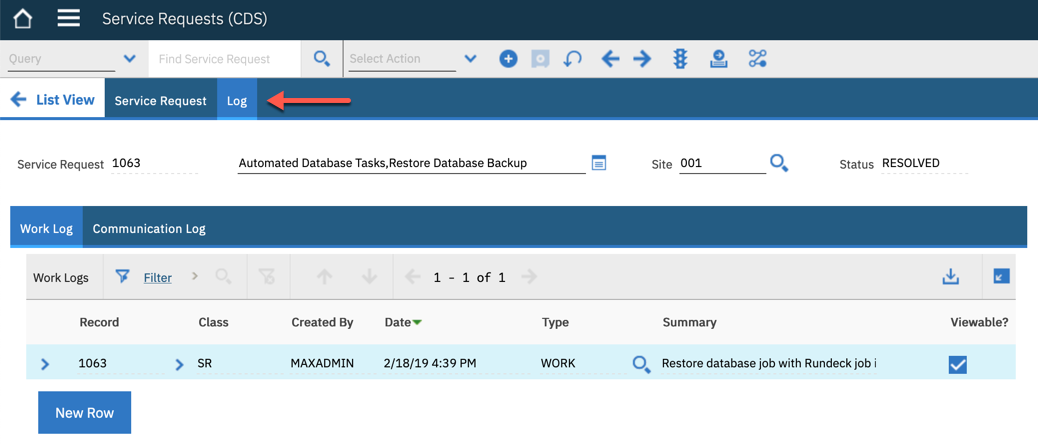 Service Requests (CDS)
Query Find Service Request Select Action
List View Service Request Log
Service Request 1063 Automated Database Tasks,Restore Database Backup Site 001 Status RESOLVED
Work Log Communication Log
Work Logs Filter 1 - 1 of 1
Record Class Created By Date Type Summary Viewable?
1063 SR MAXADMIN 2/18/19 4:39 PM WORK Restore database job with Rundeck job i
New Row